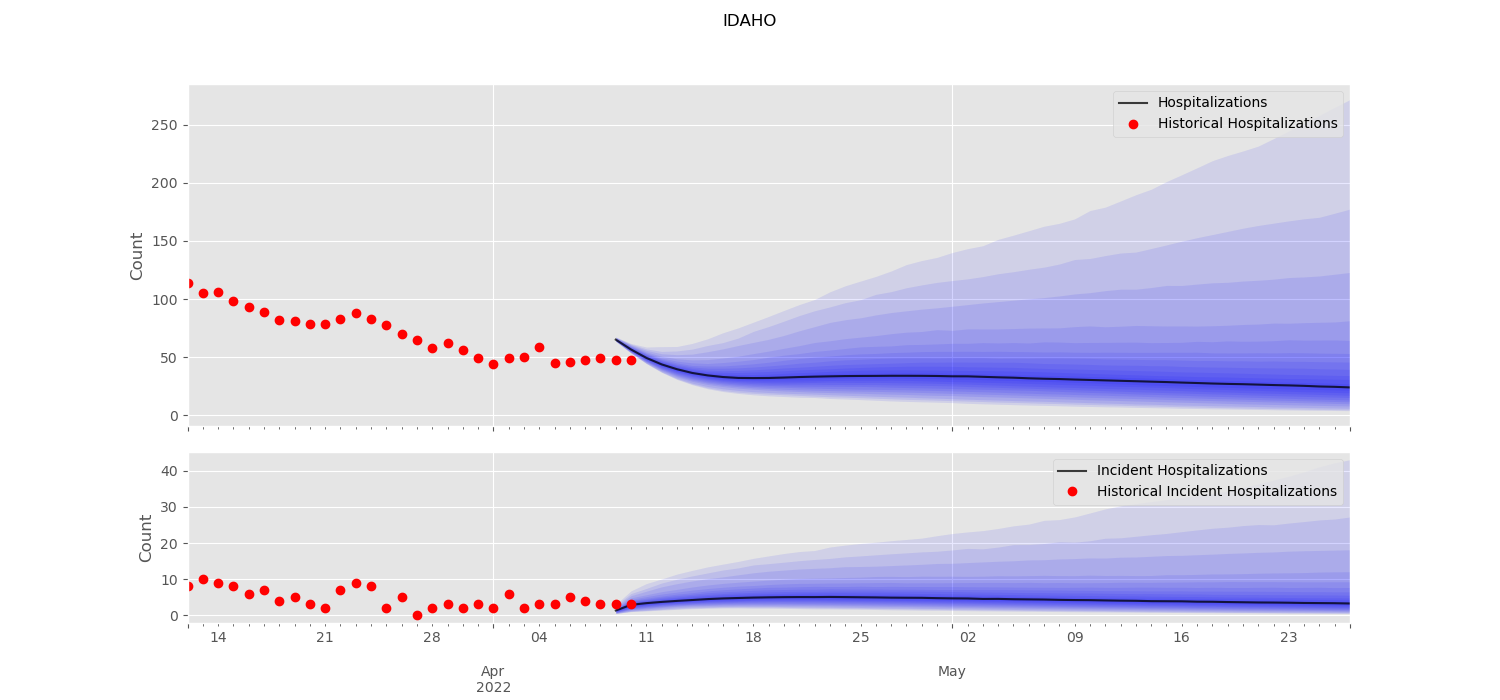 IDAHO
Hospitalizations
Historical Hospitalizations
250
200
150
100
50
0
Count
Incident Hospitalizations
Historical Incident Hospitalizations
40
30
20
10
0
Count
14 21 28 04 11 18 25 02 09 16 23
Apr May
2022